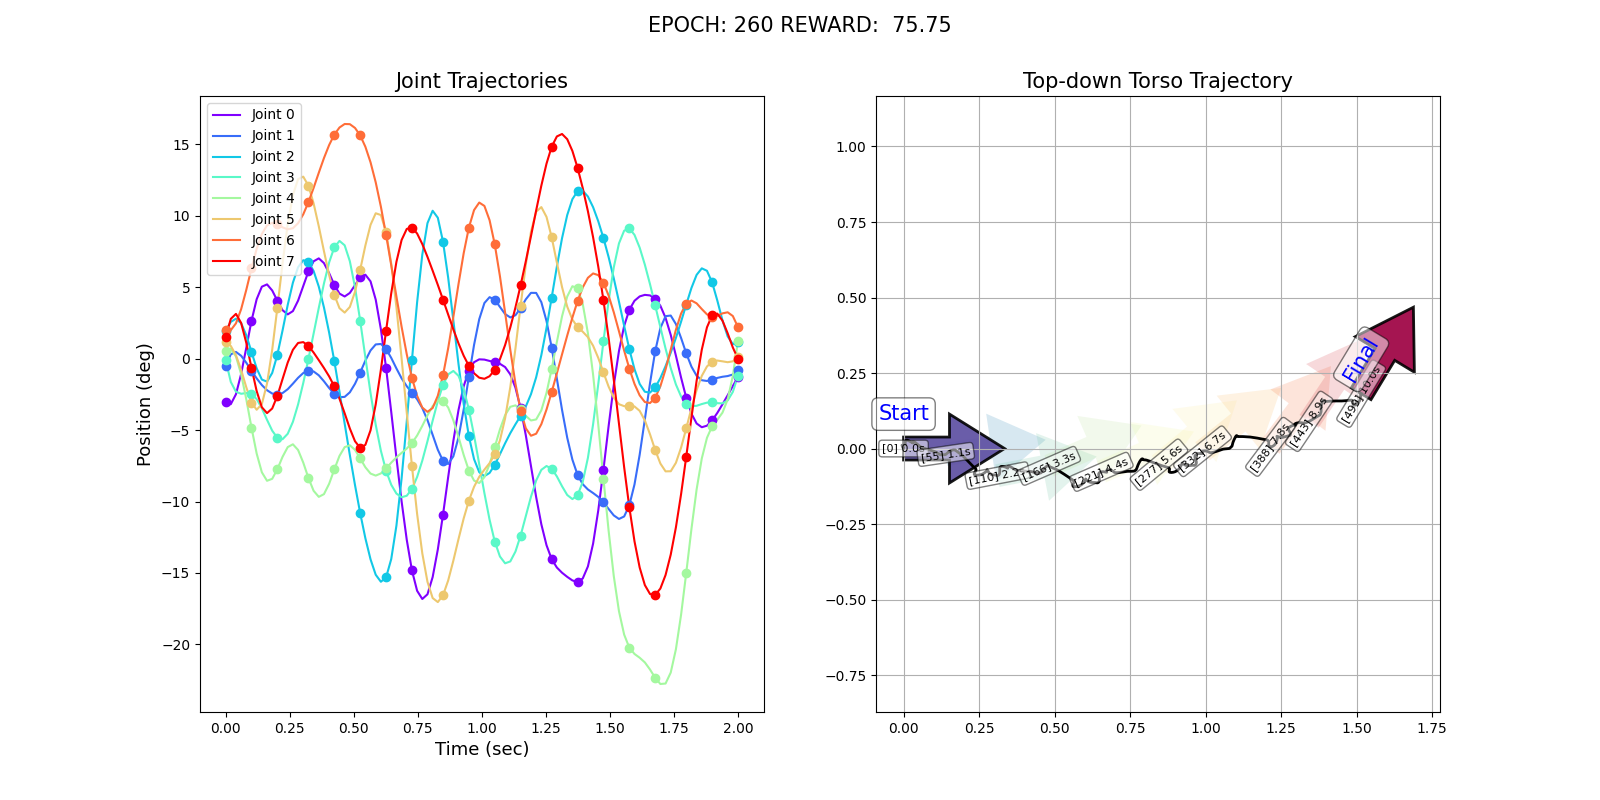 EPOCH: 260 REWARD:  75.75
Joint Trajectories
Joint 0
Joint 1
Joint 2
Joint 3
Joint 4
Joint 5
Joint 6
Joint 7
15
10
5
0
−5
−10
−15
−20
Position (deg)
0.00 0.25 0.50 0.75 1.00 1.25 1.50 1.75 2.00
Time (sec)
Top-down Torso Trajectory
1.00
0.75
0.50
0.25
0.00
−0.25
−0.50
−0.75
0.00 0.25 0.50 0.75 1.00 1.25 1.50 1.75
Start
[0] 0.0s
[55] 1.1s
[110] 2.2
[166] 3.3s
[221] 4.4s
[277] 5.6s
[332] 6.7s
[388] 7.8s
[443] 8.9s
[499] 10.0s
Final